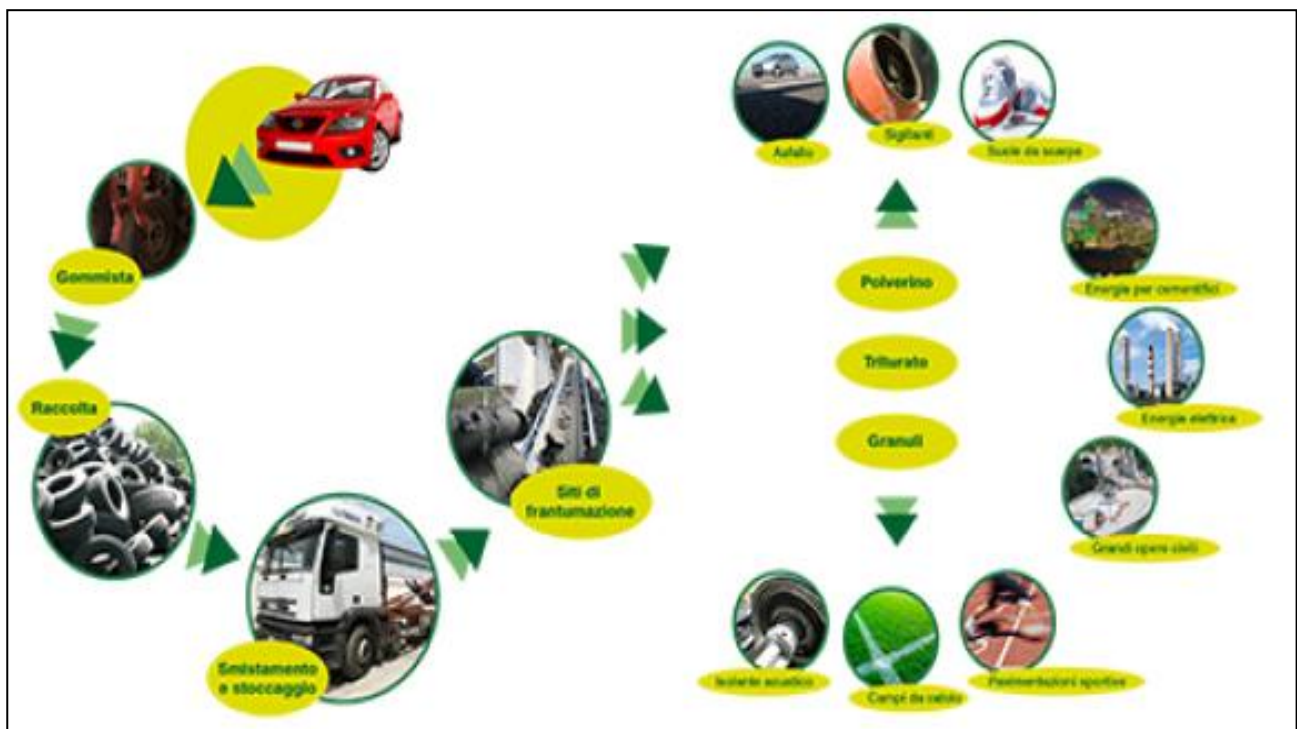 Gommista
Raccolta
Smistamento
e stoccaggio
Siti di
frantumazione
Polverino
Triturato
Granuli
Asfalto
Sigillanti
Suole da scarpe
Energia per cementifici
Energia elettrica
Grandi opere civili
Isolante acustico
Campi da calcio
Pavimentazioni sportive